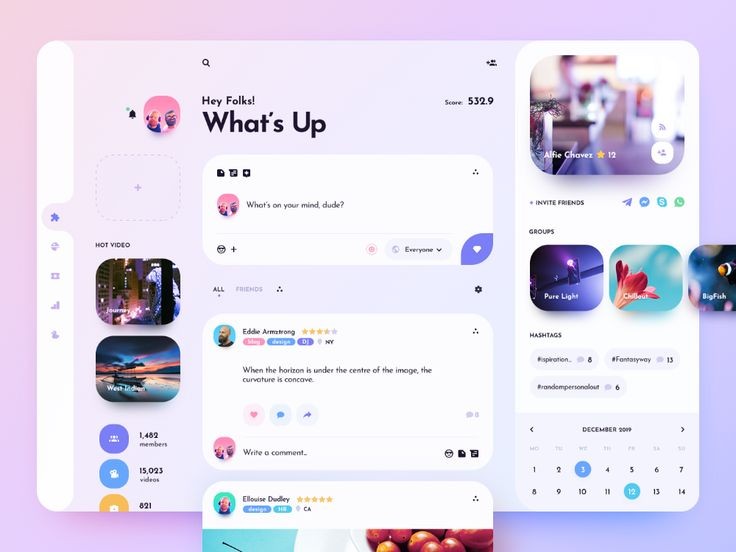 Hey Folks!
What's Up
Score: 532.9
What's on your mind, dude?
Everyone
HOT VIDEO
Journey
West Indian
1,482
members
15,023
videos
821
ALL FRIENDS
Eddie Armstrong
blog design DJ NY
When the horizon is under the centre of the image, the
curvature is concave.
0
Write a comment...
Ellouise Dudley
design HR CA
Alfie Chavez 12
+ INVITE FRIENDS
GROUPS
Pure Light
Chillout
BigFish
HASHTAGS
#ispiration... 8
#Fantasyway 13
#randompersonalout 6
DECEMBER 2019
MO TU WE TH FR SA SU
1 2 3 4 5 6 7
8 9 10 11 12 13 14